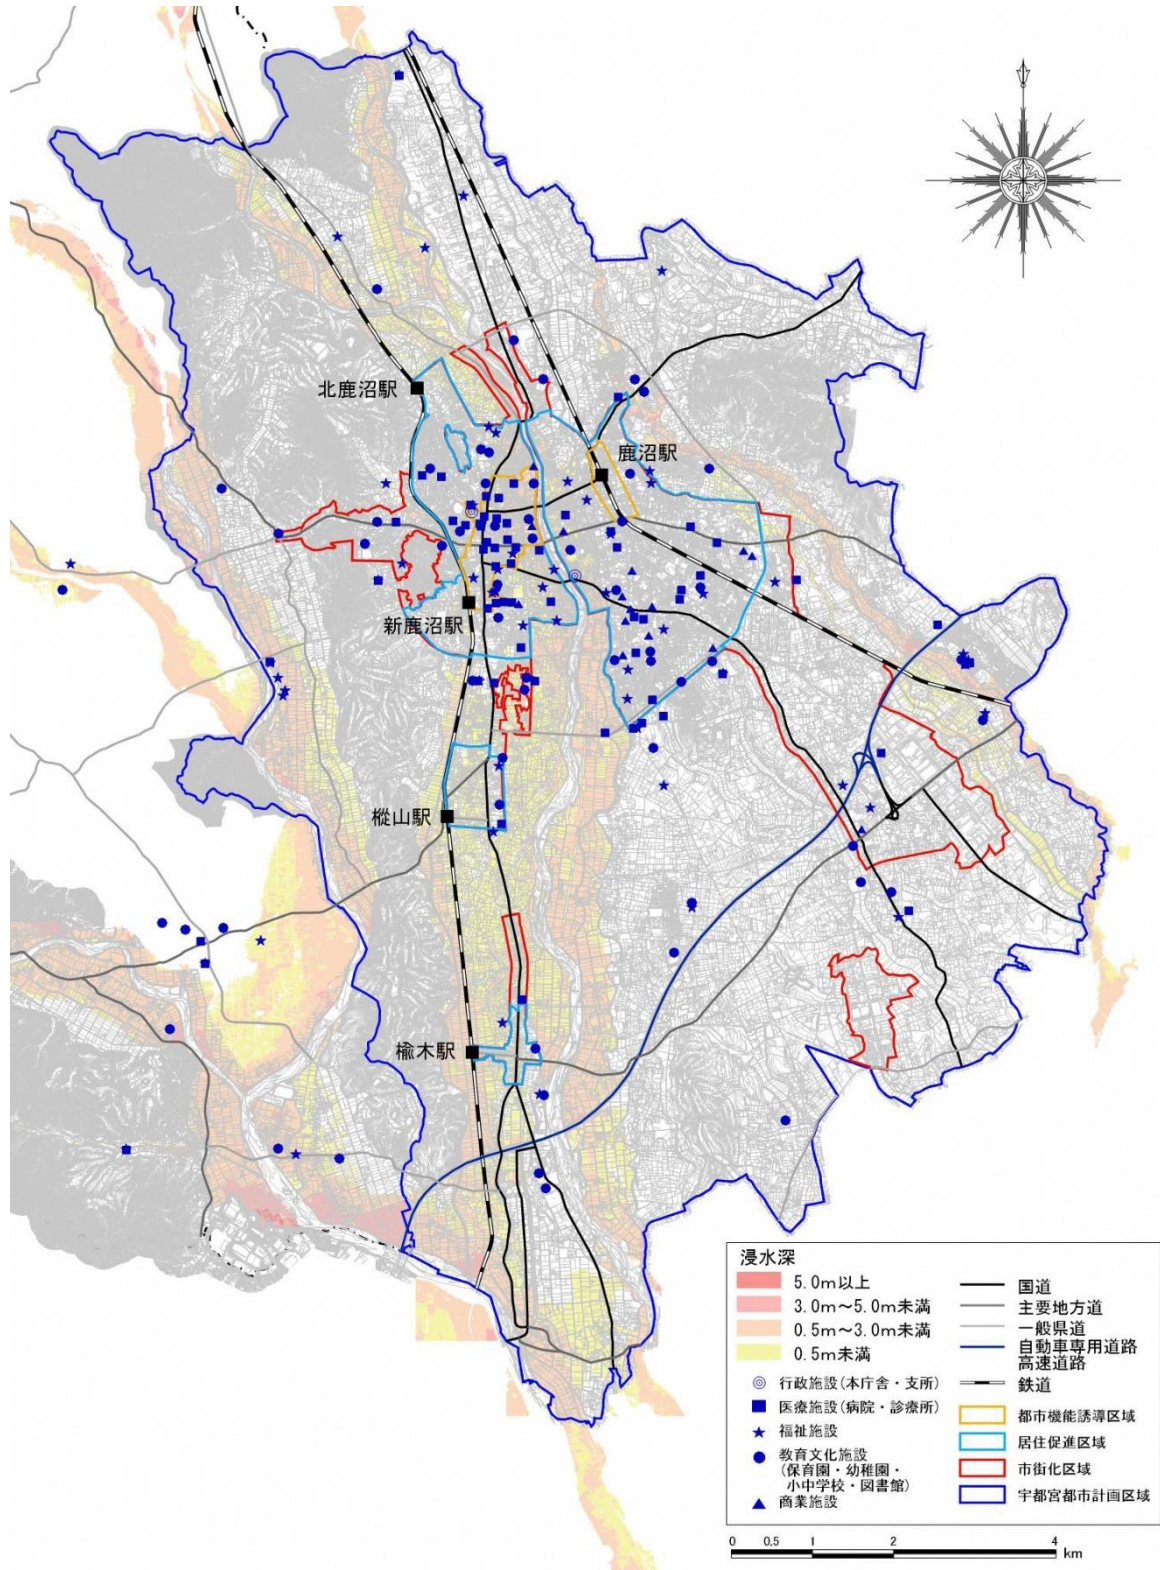 北鹿沼駅
鹿沼駅
新鹿沼駅
樅山駅
楡木駅
浸水深
5.0m以上
3.0m～5.0m未満
0.5m～3.0m未満
0.5m未満
行政施設(本庁舎・支所)
医療施設(病院・診療所)
福祉施設
教育文化施設
(保育園・幼稚園・
小中学校・図書館)
商業施設
国道
主要地方道
一般県道
自動車専用道路
高速道路
鉄道
都市機能誘導区域
居住促進区域
市街化区域
宇都宮都市計画区域
0 0.5 1 2 4
km